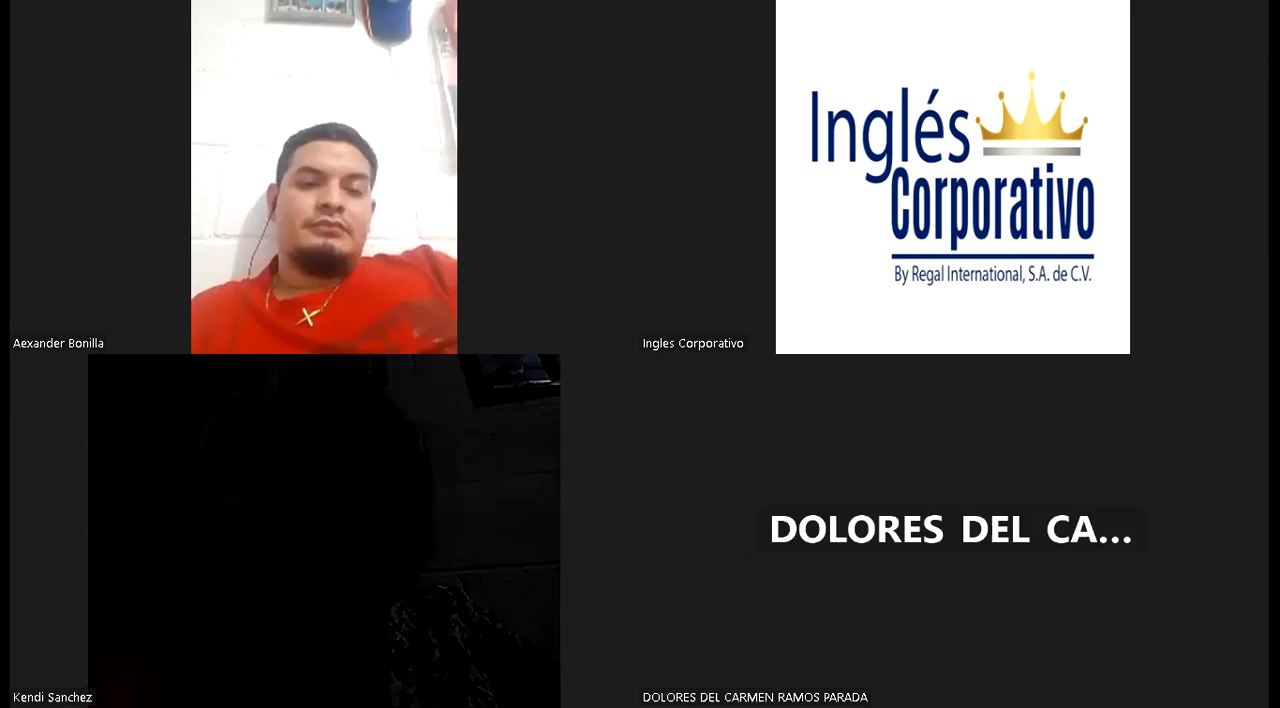 Inglés
Corporativo
By Regal International, S.A. de C.V.
Aexander Bonilla
Ingles Corporativo
DOLORES DEL CA...
Kendi Sanchez
DOLORES DEL CARMEN RAMOS PARADA